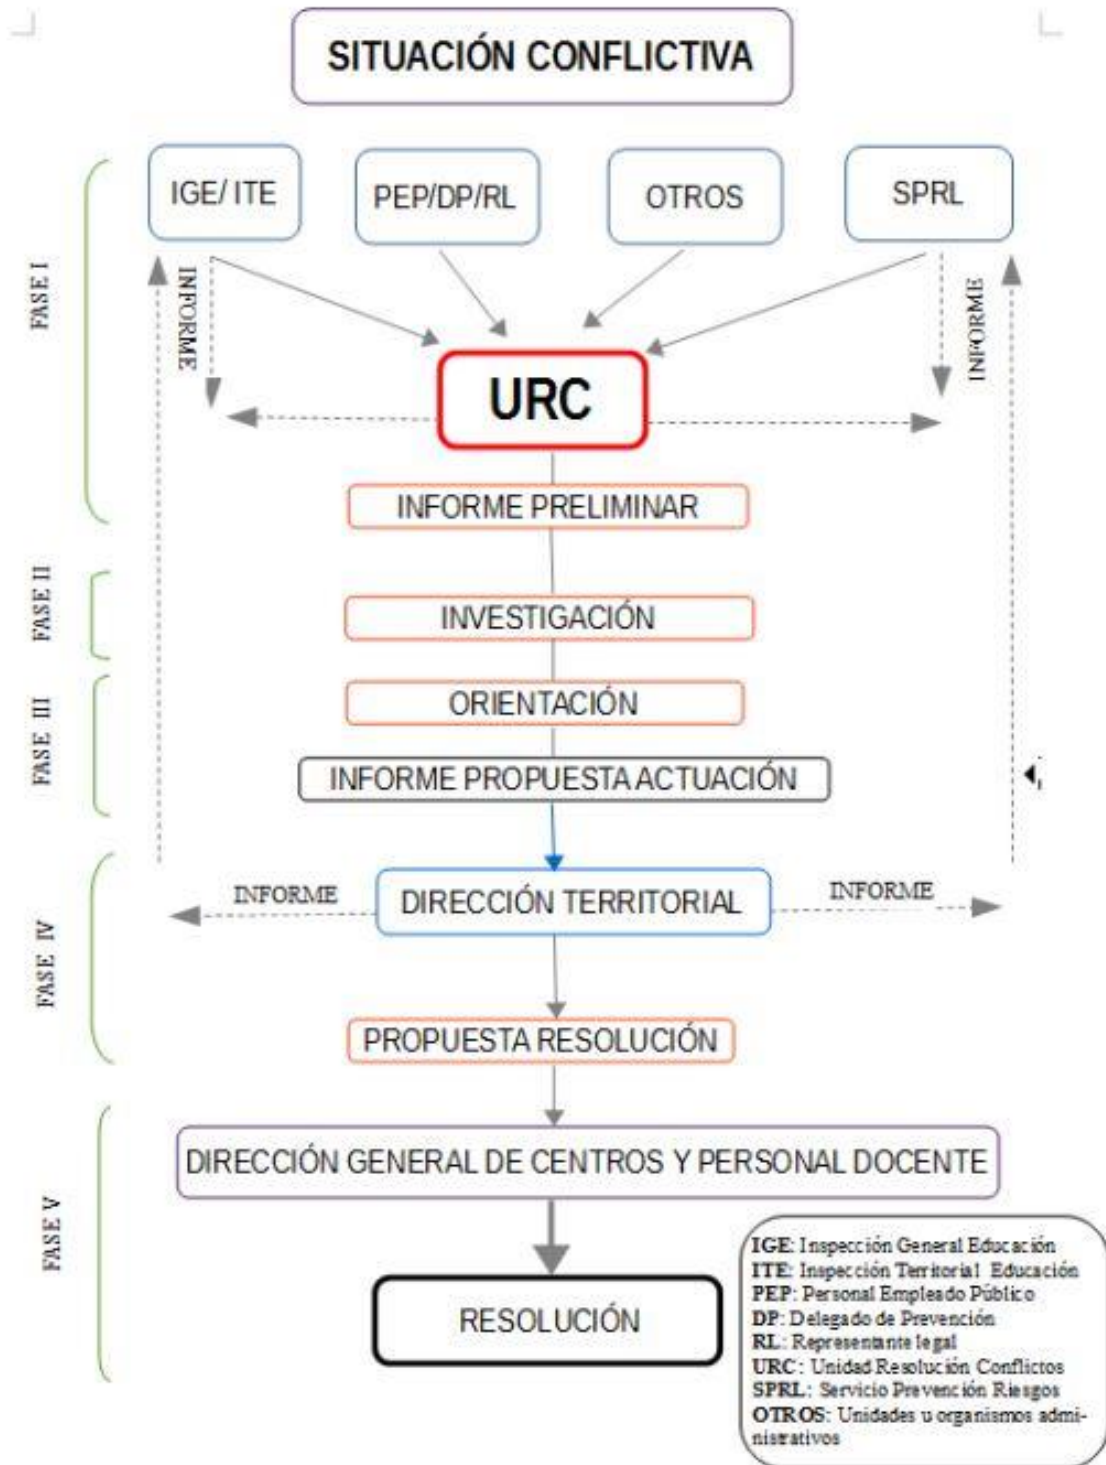 SITUACIÓN CONFLICTIVA
IGE/ ITE
PEP/DP/RL
OTROS
SPRL
FASE I
INFORME
INFORME
URC
INFORME PRELIMINAR
FASE II
INVESTIGACIÓN
FASE III
ORIENTACIÓN
INFORME PROPUESTA ACTUACIÓN
FASE IV
INFORME
DIRECCIÓN TERRITORIAL
INFORME
PROPUESTA RESOLUCIÓN
FASE V
DIRECCIÓN GENERAL DE CENTROS Y PERSONAL DOCENTE
RESOLUCIÓN
IGE: Inspección General Educación
ITE: Inspección Territorial Educación
PEP: Personal Empleado Público
DP: Delegado de Prevención
RL: Representante legal
URC: Unidad Resolución Conflictos
SPRL: Servicio Prevención Riesgos
OTROS: Unidades u organismos admi-
nistrativos